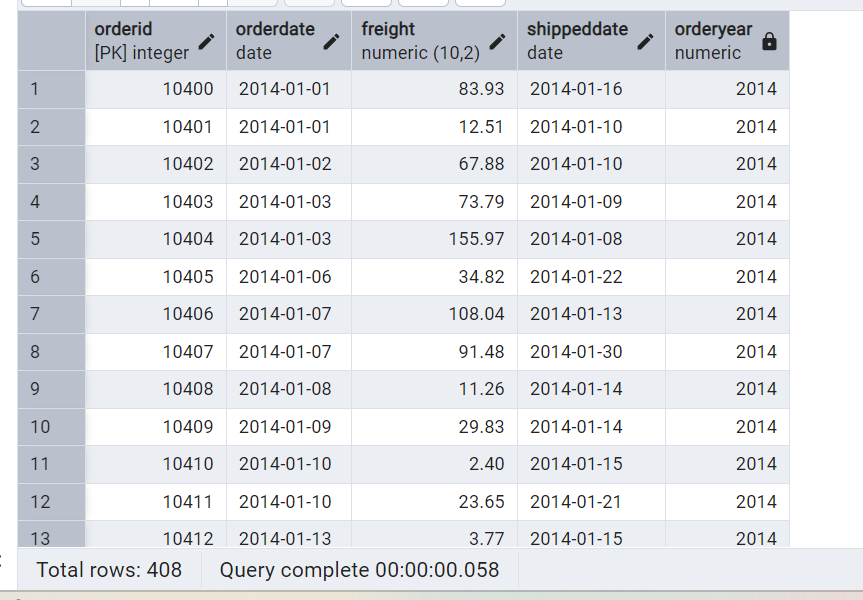 orderid orderdate freight shippeddate orderyear
[PK] integer date numeric (10,2) date numeric
1 10400 2014-01-01 83.93 2014-01-16 2014
2 10401 2014-01-01 12.51 2014-01-10 2014
3 10402 2014-01-02 67.88 2014-01-10 2014
4 10403 2014-01-03 73.79 2014-01-09 2014
5 10404 2014-01-03 155.97 2014-01-08 2014
6 10405 2014-01-06 34.82 2014-01-22 2014
7 10406 2014-01-07 108.04 2014-01-13 2014
8 10407 2014-01-07 91.48 2014-01-30 2014
9 10408 2014-01-08 11.26 2014-01-14 2014
10 10409 2014-01-09 29.83 2014-01-14 2014
11 10410 2014-01-10 2.40 2014-01-15 2014
12 10411 2014-01-10 23.65 2014-01-21 2014
13 10412 2014-01-13 3.77 2014-01-15 2014
Total rows: 408 Query complete 00:00:00.058